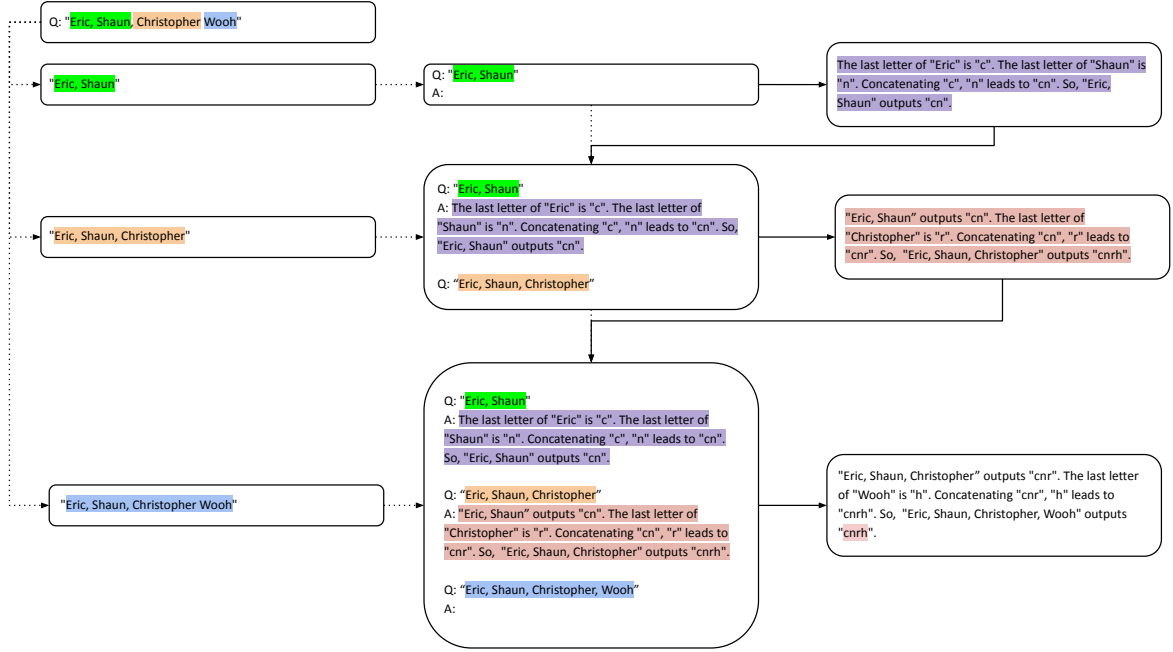 Q: "Eric, Shaun, Christopher Wooh"
"Eric, Shaun"
Q: "Eric, Shaun"
A:
The last letter of "Eric" is "c". The last letter of "Shaun" is
"n". Concatenating "c", "n" leads to "cn". So, "Eric,
Shaun" outputs "cn".
"Eric, Shaun, Christopher"
Q: "Eric, Shaun"
A: The last letter of "Eric" is "c". The last letter of
"Shaun" is "n". Concatenating "c", "n" leads to "cn". So,
"Eric, Shaun" outputs "cn".
Q: “Eric, Shaun, Christopher”
"Eric, Shaun” outputs "cn". The last letter of
"Christopher" is "r". Concatenating "cn", "r" leads to
"cnr". So, "Eric, Shaun, Christopher" outputs "cnrh".
"Eric, Shaun, Christopher Wooh"
Q: "Eric, Shaun"
A: The last letter of "Eric" is "c". The last letter of
"Shaun" is "n". Concatenating "c", "n" leads to "cn".
So, "Eric, Shaun" outputs "cn".
Q: “Eric, Shaun, Christopher”
A: "Eric, Shaun” outputs "cn". The last letter of
"Christopher" is "r". Concatenating "cn", "r" leads to
"cnr". So, "Eric, Shaun, Christopher" outputs "cnrh".
Q: “Eric, Shaun, Christopher, Wooh”
A:
"Eric, Shaun, Christopher” outputs "cnr". The last letter
of "Wooh" is "h". Concatenating "cnr", "h" leads to
"cnrh". So, "Eric, Shaun, Christopher, Wooh" outputs
"cnrh".